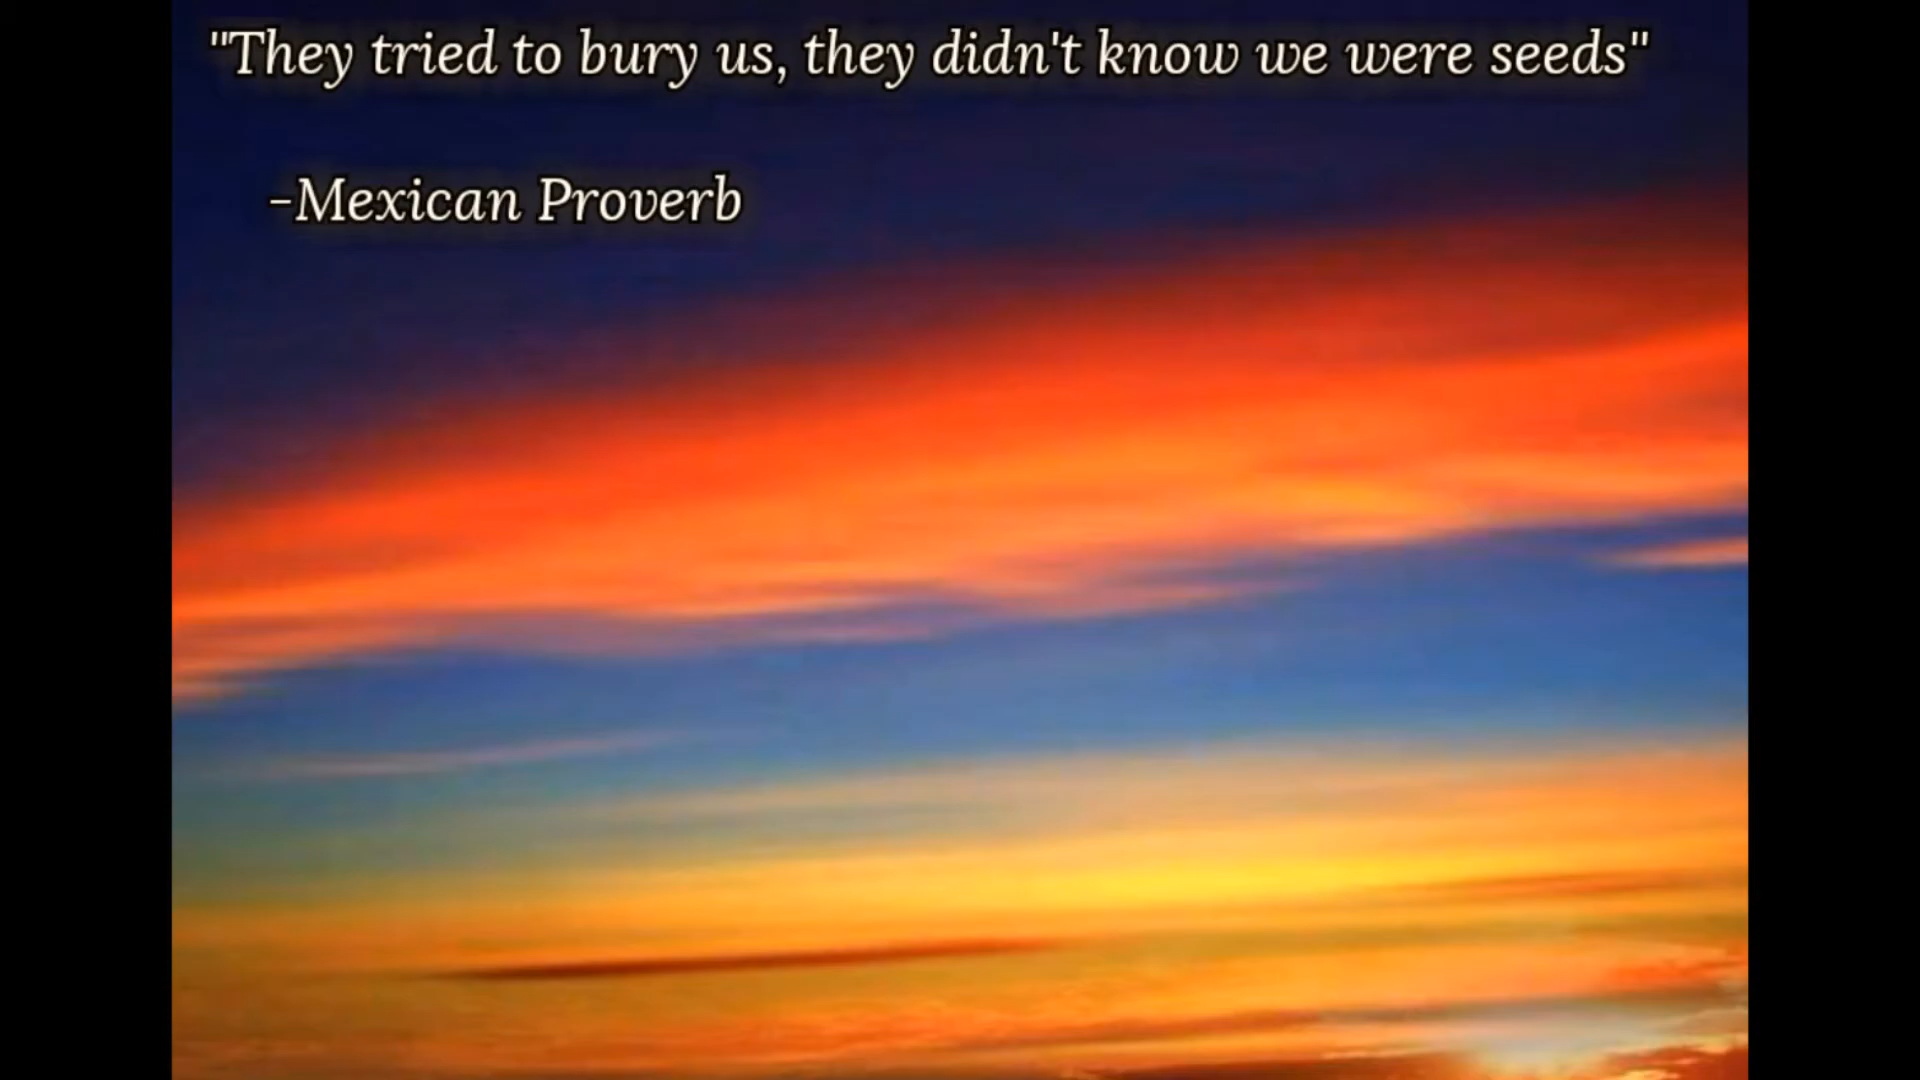 "They tried to bury us, they didn't know we were seeds"
-Mexican Proverb